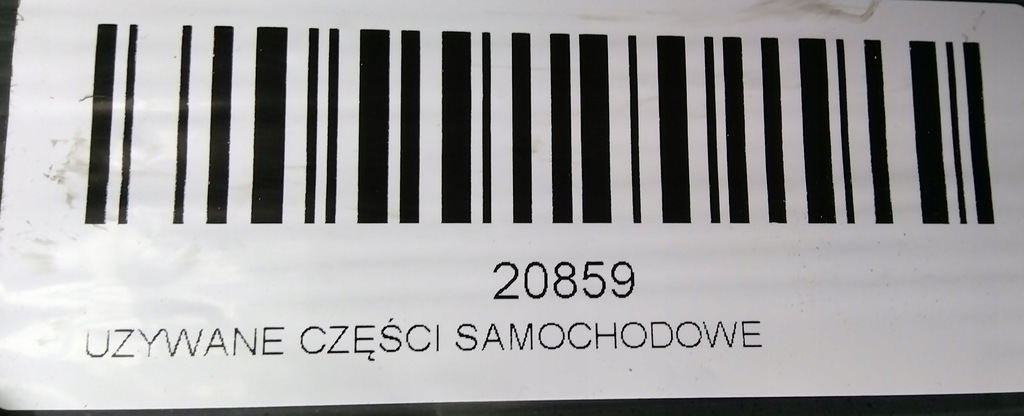 20859
UZYWANE CZĘŚCI SAMOCHODOWE